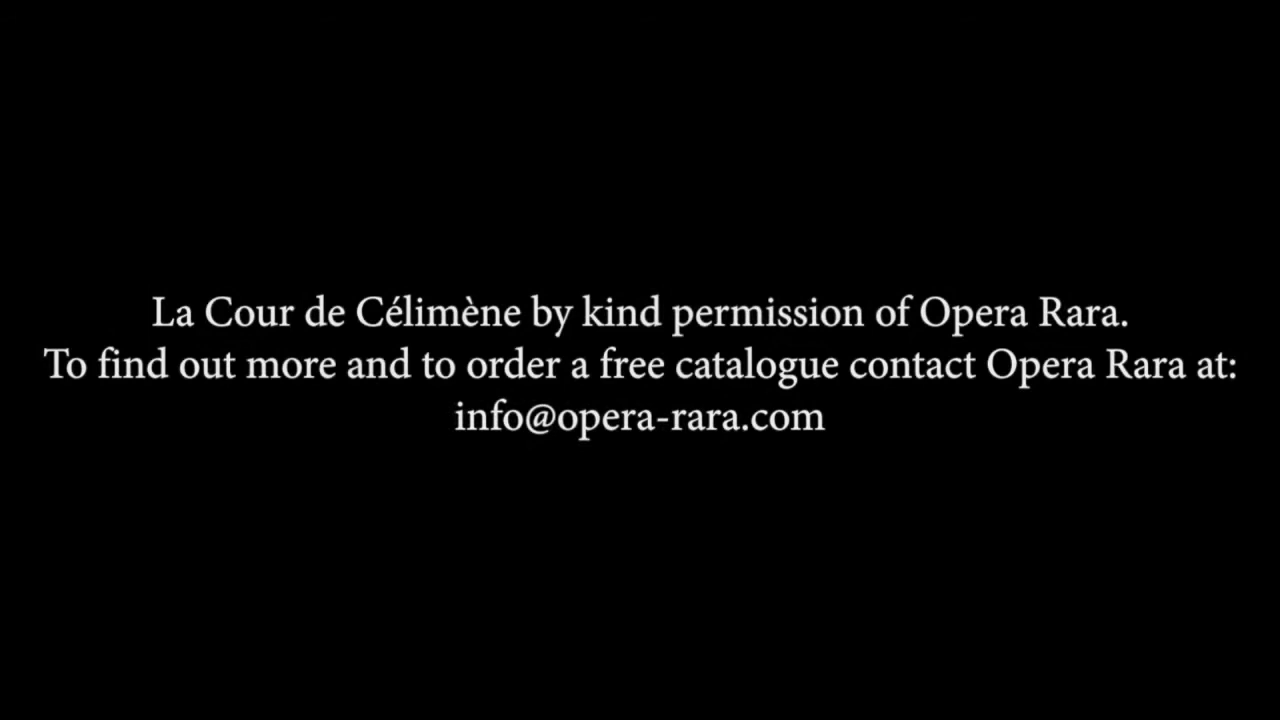 La Cour de Célimène by kind permission of Opera Rara.
To find out more and to order a free catalogue contact Opera Rara at:
info@opera-rara.com